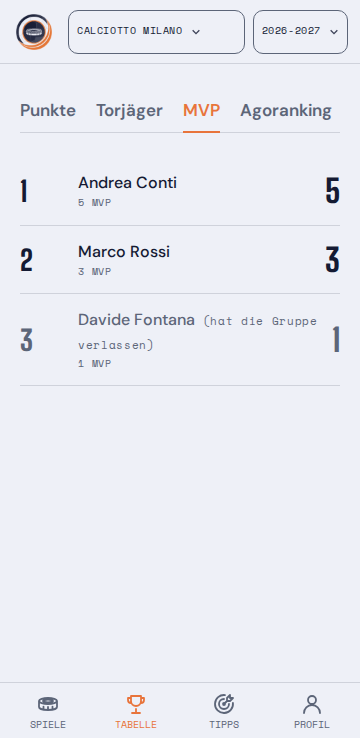 CALCIOTTO MILANO
2026-2027
Punkte Torjäger MVP Agoranking
1 Andrea Conti 5
5 MVP
2 Marco Rossi 3
3 MVP
3 Davide Fontana (hat die Gruppe 1
verlassen)
1 MVP
SPIELE TABELLE TIPPS PROFIL